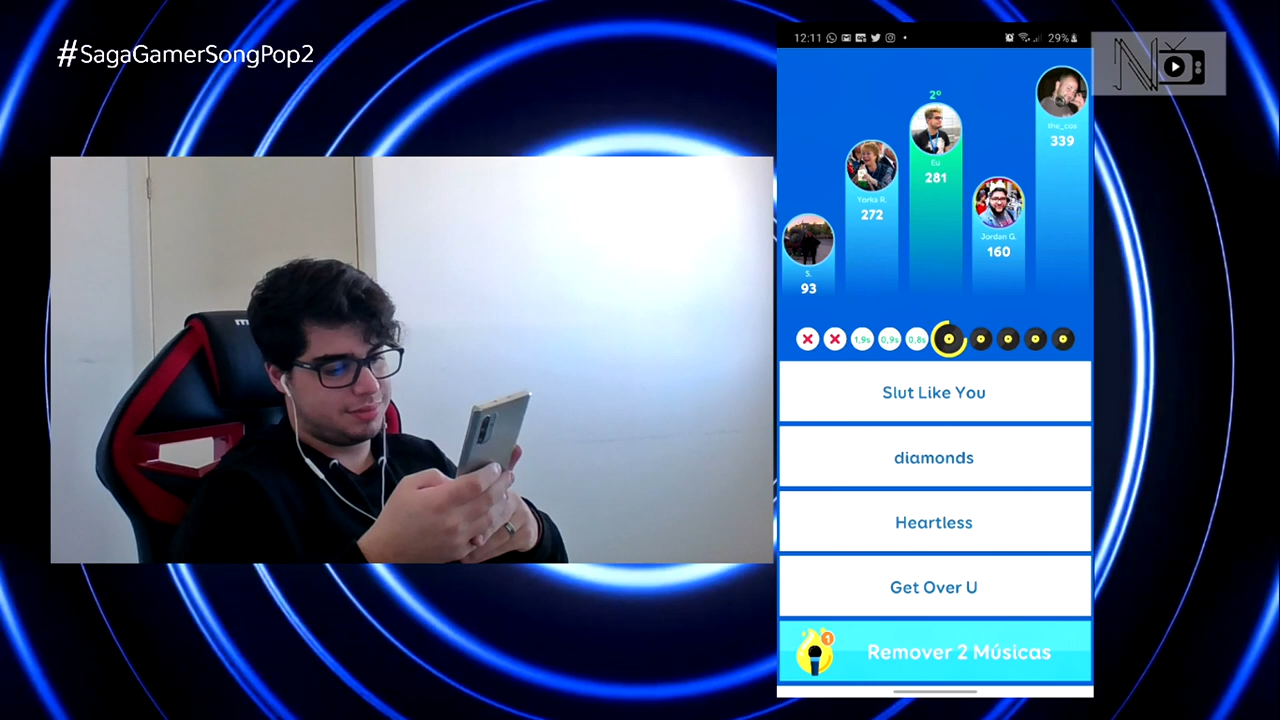 #SagaGamerSongPop2
12:11
29%
2º
the_cos
339
Eu
281
Yorka R.
272
Jordan G.
160
S.
93
1,9s
0,9s
0,8s
Slut Like You
diamonds
Heartless
Get Over U
1
Remover 2 Músicas